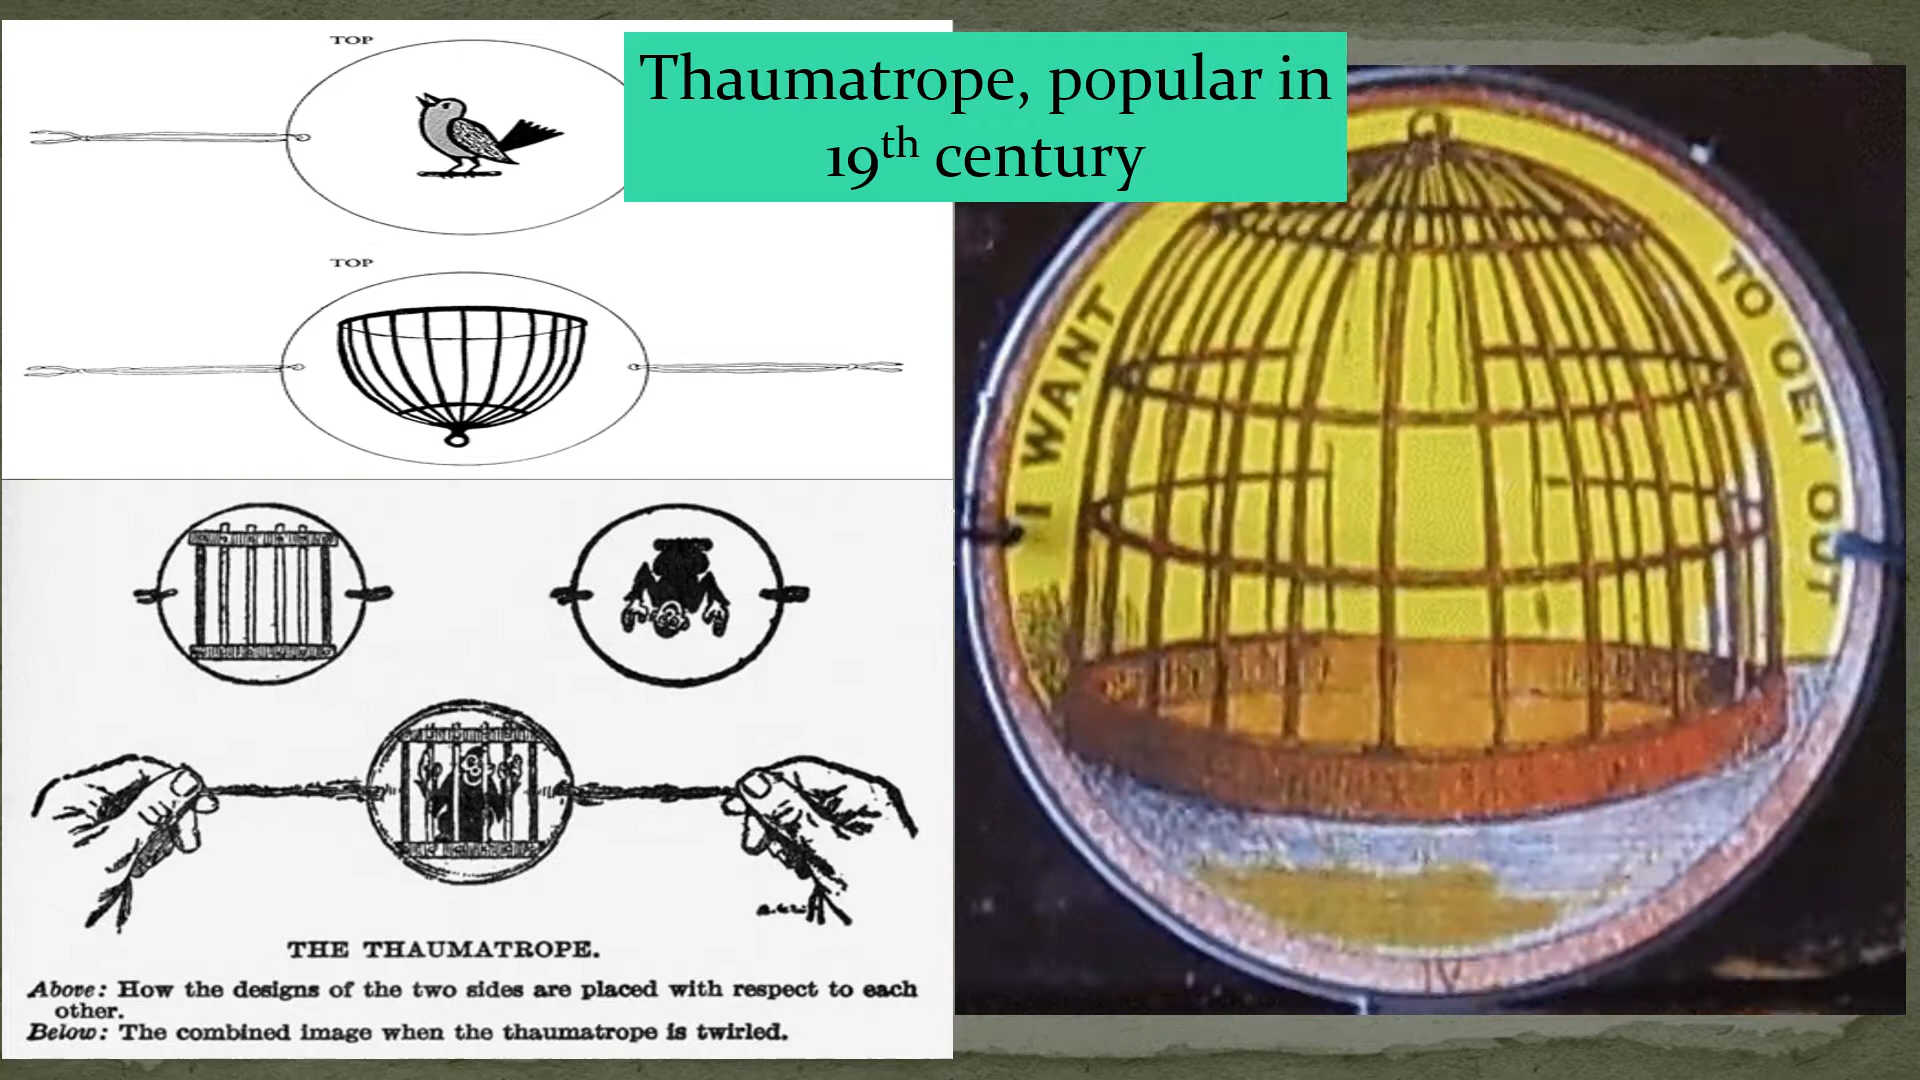 TOP
Thaumatrope, popular in
19th century
TOP
I WANT
TO GET OUT
IV
THE THAUMATROPE.
Above: How the designs of the two sides are placed with respect to each
other.
Below: The combined image when the thaumatrope is twirled.